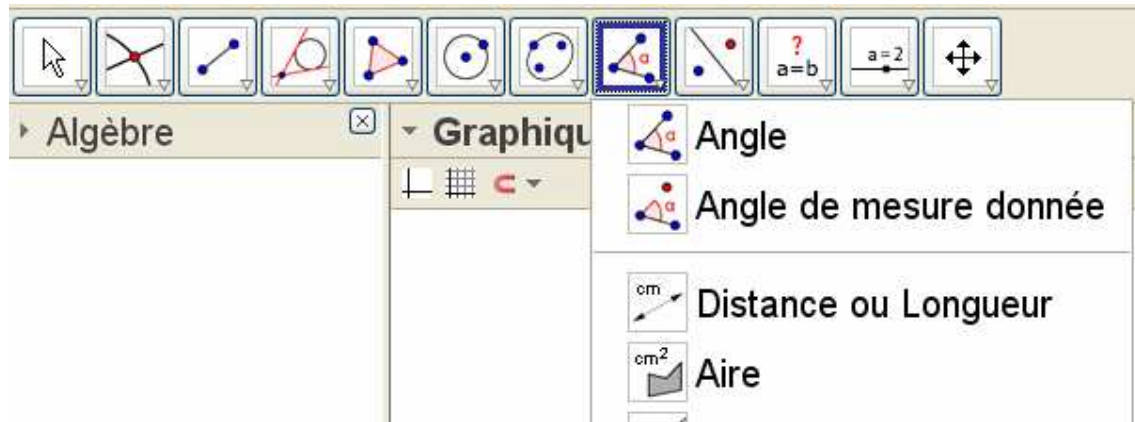 ?
a=b
a=2
α
Algèbre
Graphiqu
α
Angle
α
Angle de mesure donnée
cm
Distance ou Longueur
cm²
Aire